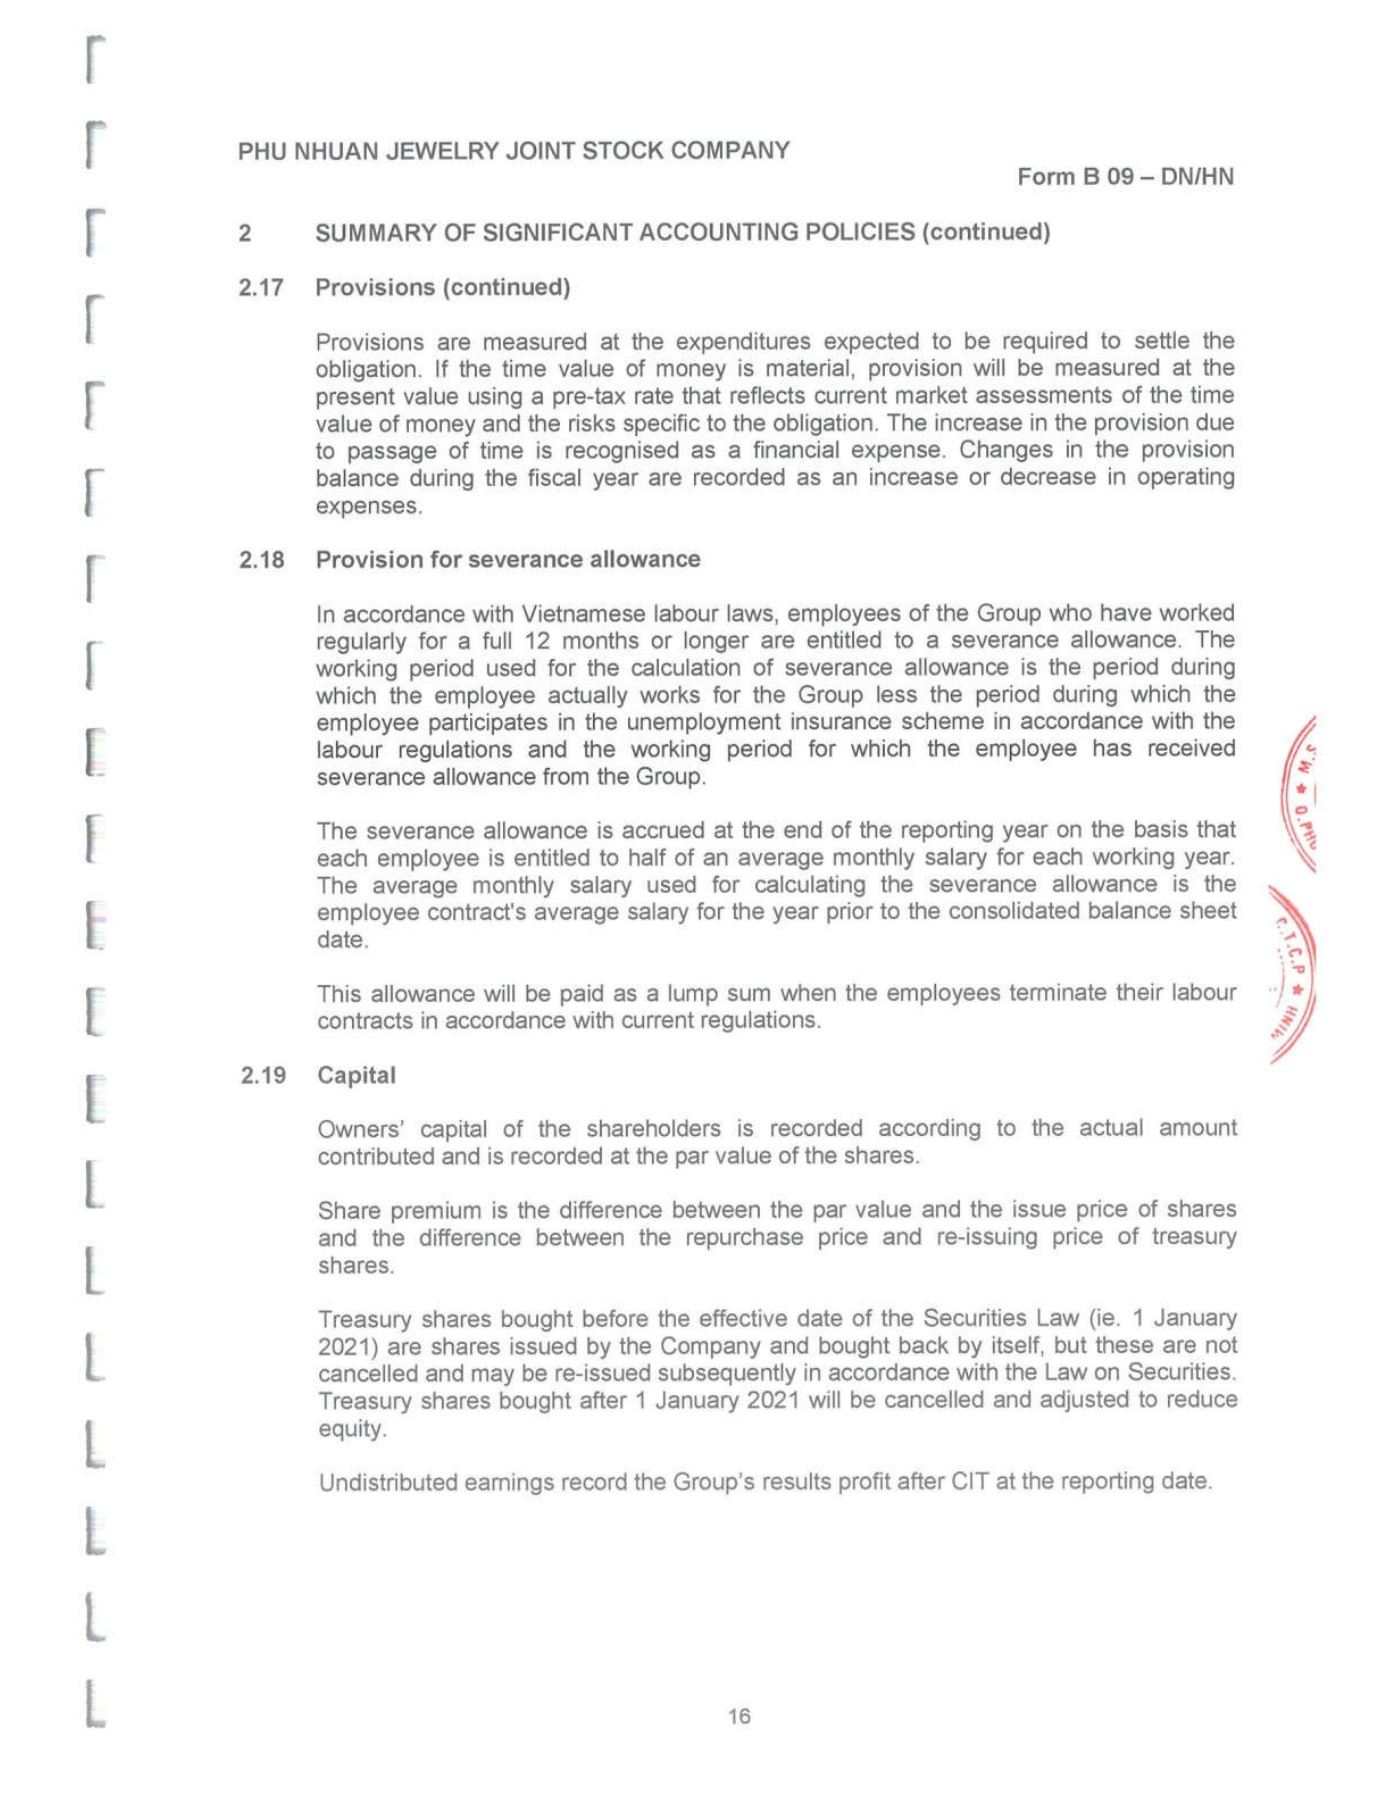 PHU NHUAN JEWELRY JOINT STOCK COMPANY
Form B 09 – DN/HN
2 SUMMARY OF SIGNIFICANT ACCOUNTING POLICIES (continued)
2.17 Provisions (continued)
Provisions are measured at the expenditures expected to be required to settle the
obligation. If the time value of money is material, provision will be measured at the
present value using a pre-tax rate that reflects current market assessments of the time
value of money and the risks specific to the obligation. The increase in the provision due
to passage of time is recognised as a financial expense. Changes in the provision
balance during the fiscal year are recorded as an increase or decrease in operating
expenses.
2.18 Provision for severance allowance
In accordance with Vietnamese labour laws, employees of the Group who have worked
regularly for a full 12 months or longer are entitled to a severance allowance. The
working period used for the calculation of severance allowance is the period during
which the employee actually works for the Group less the period during which the
employee participates in the unemployment insurance scheme in accordance with the
labour regulations and the working period for which the employee has received
severance allowance from the Group.
The severance allowance is accrued at the end of the reporting year on the basis that
each employee is entitled to half of an average monthly salary for each working year.
The average monthly salary used for calculating the severance allowance is the
employee contract's average salary for the year prior to the consolidated balance sheet
date.
This allowance will be paid as a lump sum when the employees terminate their labour
contracts in accordance with current regulations.
2.19 Capital
Owners' capital of the shareholders is recorded according to the actual amount
contributed and is recorded at the par value of the shares.
Share premium is the difference between the par value and the issue price of shares
and the difference between the repurchase price and re-issuing price of treasury
shares.
Treasury shares bought before the effective date of the Securities Law (ie. 1 January
2021) are shares issued by the Company and bought back by itself, but these are not
cancelled and may be re-issued subsequently in accordance with the Law on Securities.
Treasury shares bought after 1 January 2021 will be cancelled and adjusted to reduce
equity.
Undistributed earnings record the Group's results profit after CIT at the reporting date.
C.T.C.P ★ HNIM
16